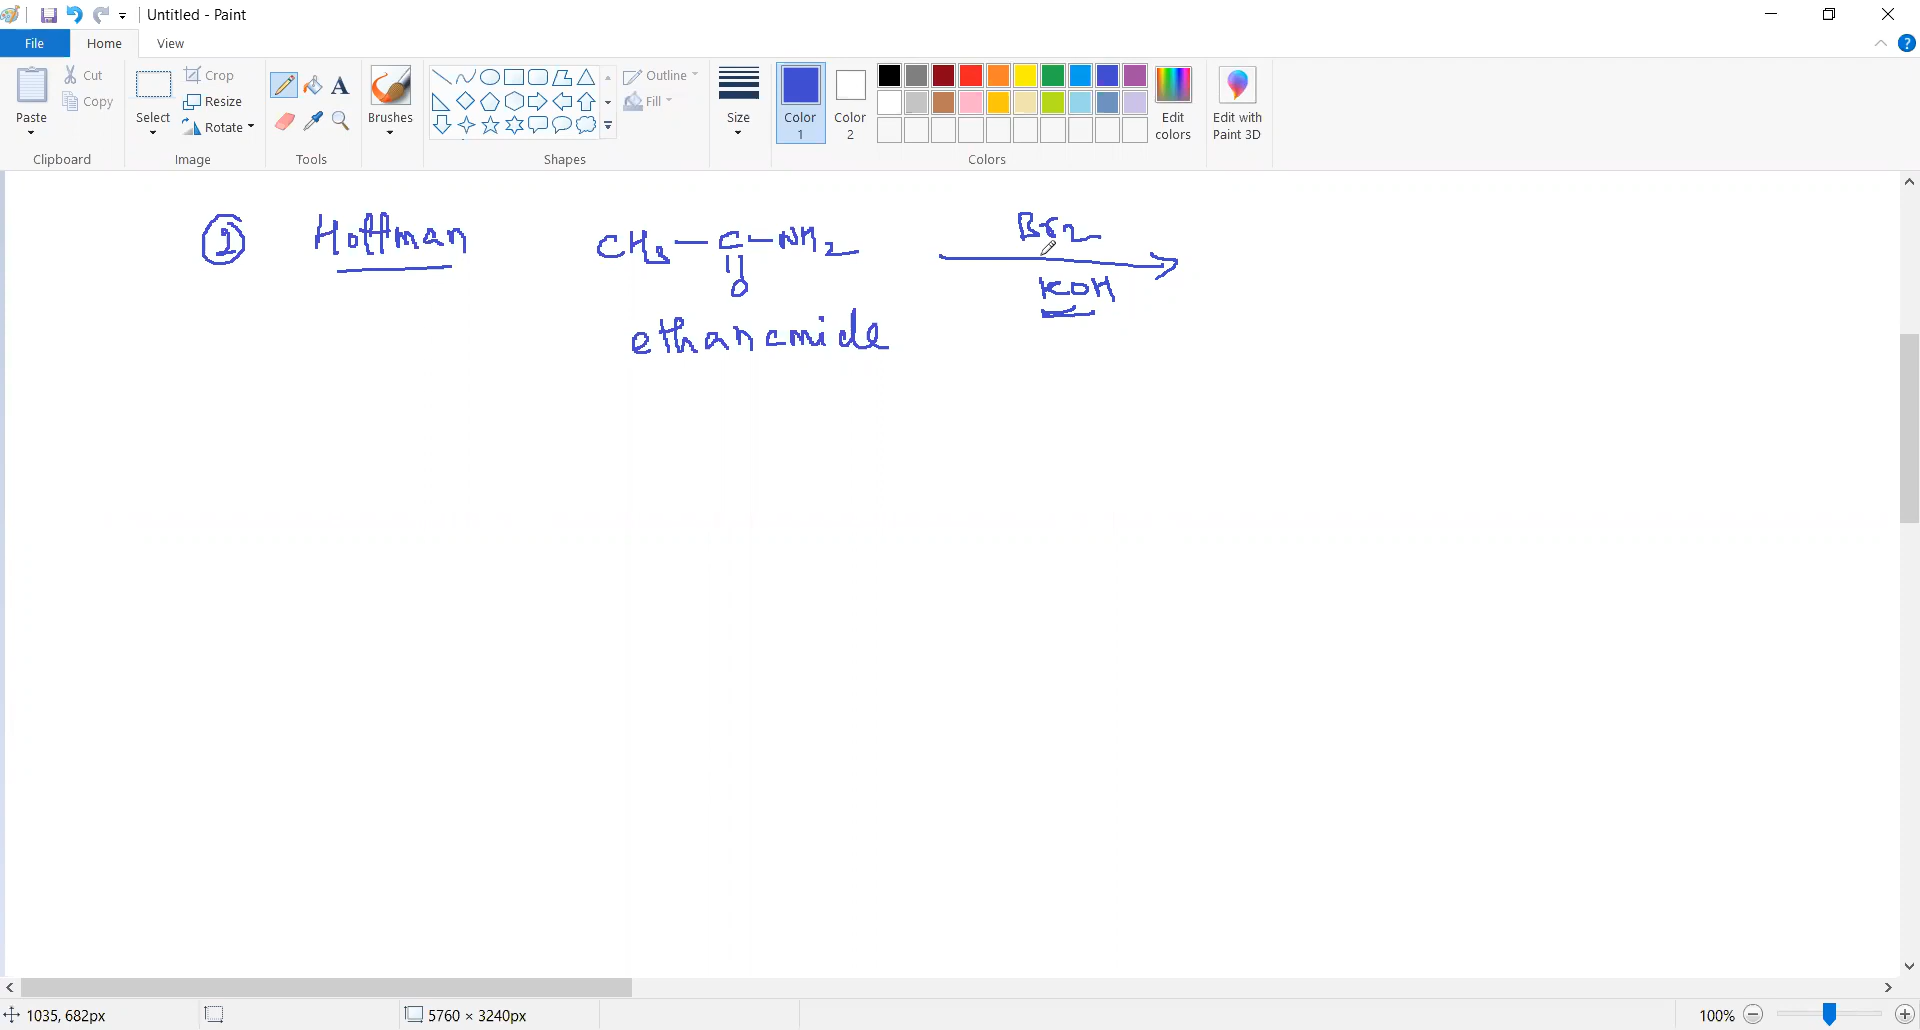 Untitled - Paint
File Home View
Paste
Cut
Copy
Clipboard
Select
Crop
Resize
Rotate
Image
Tools
Brushes
Shapes
Outline
Fill
Size
Color 1
Color 2
Edit colors
Colors
Edit with Paint 3D
2 Hoffman CH3 - C - NH2 Br2
O KOH
ethanamide
1035, 682px 5760 × 3240px 100%